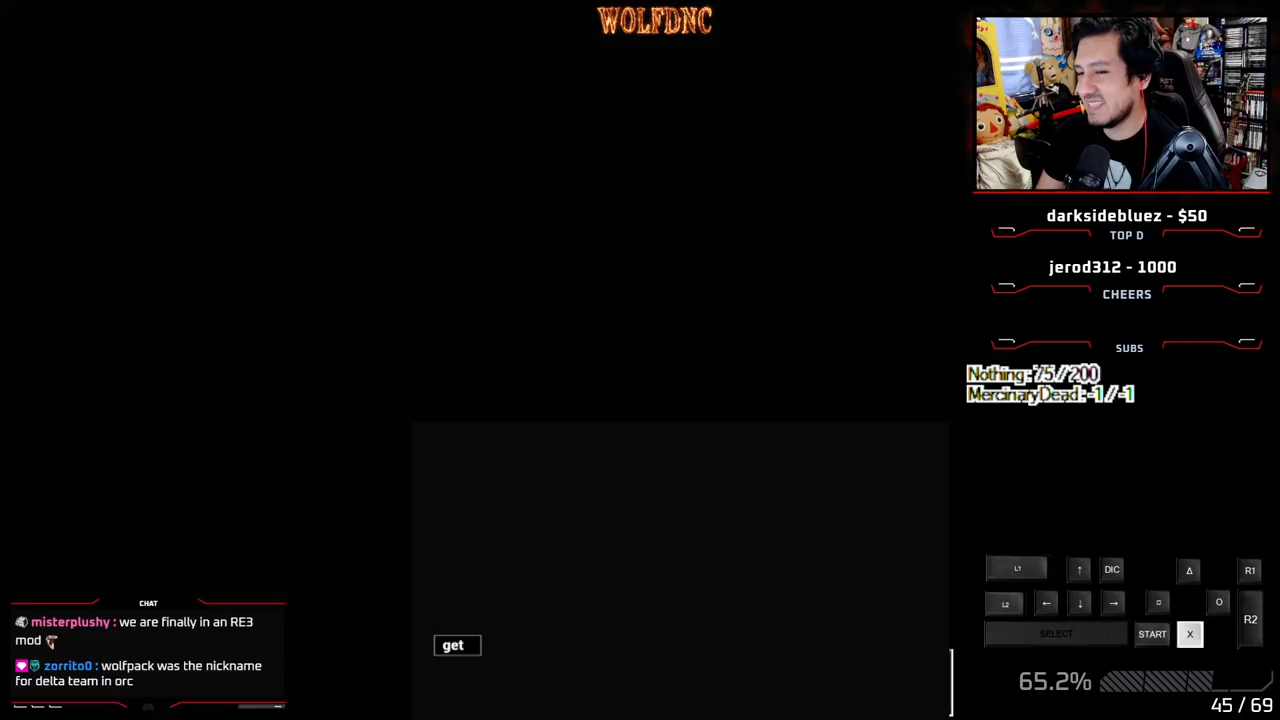 WOLFDNC
darksidebluez - $50
TOP D
jerod312 - 1000
CHEERS
SUBS
Nothing: 75/200
MercinaryDead: -1/-1
get
CHAT
misterplushy : we are finally in an RE3
mod
zorrito0 : wolfpack was the nickname
for delta team in orc
L1 ↑ DIC Δ R1
L2 ← ↓ → □ O R2
SELECT START X
65.2%
45 / 69